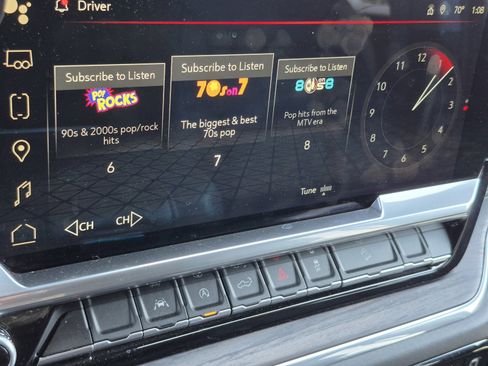 Driver
70° 1:08
Subscribe to Listen
POP ROCKS
90s & 2000s pop/rock
hits
6
Subscribe to Listen
70s on 7
The biggest & best
70s pop
7
Subscribe to Listen
80s on 8
Pop hits from the
MTV era
8
12
1
2
3
4
5
6
7
8
9
10
11
Tune
CH
CH